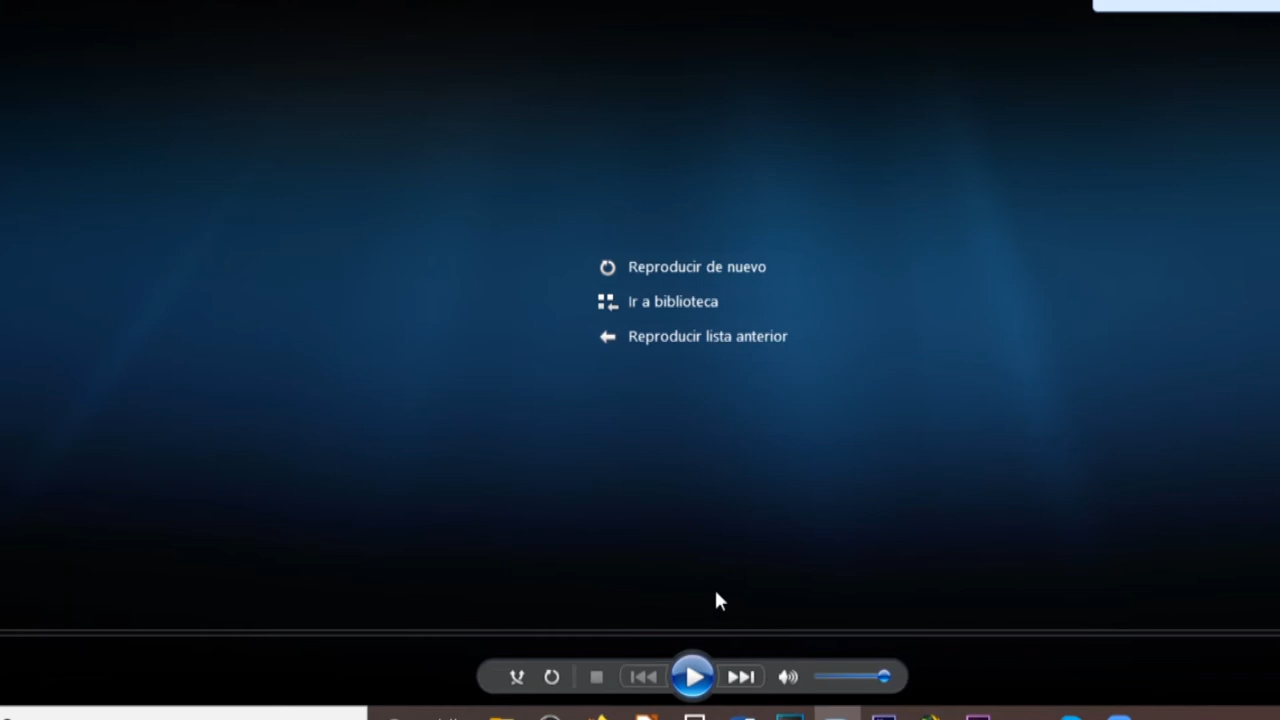 Reproducir de nuevo
Ir a biblioteca
Reproducir lista anterior